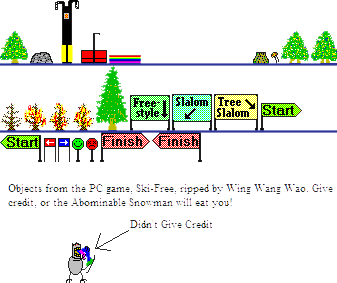 Free-
style
Slalom
Tree
Slalom
Start
Start
Finish
Finish
Objects from the PC game, Ski-Free, ripped by Wing Wang Wao. Give
credit, or the Abominable Snowman will eat you!
Didn't Give Credit